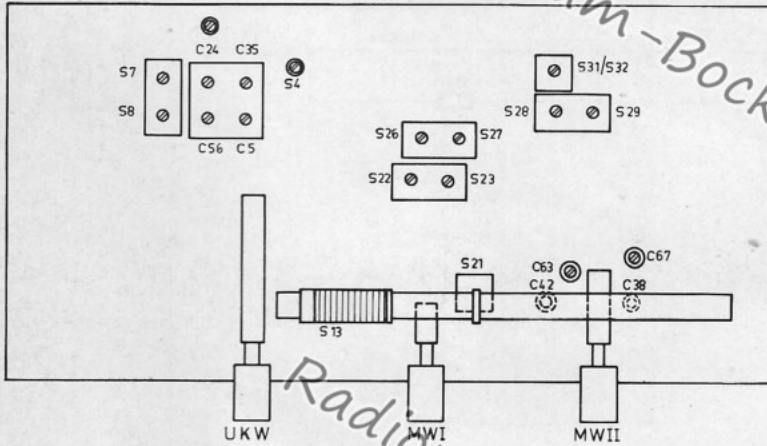 m-Bock
C24 C35
S7
S4
S31/S32
S8
S28
S29
S26
S27
C56 C5
S22
S23
S21
C63
C67
C42
C38
S13
Radio
UKW
MWI
MWII